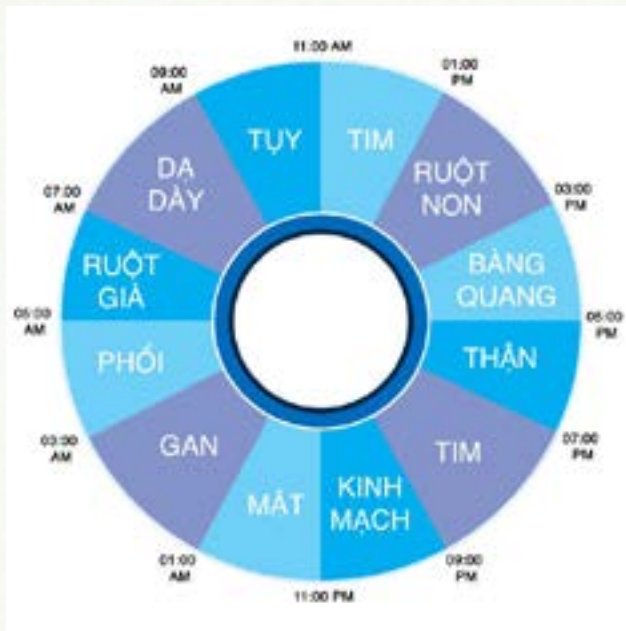 11:00 AM
01:00
PM
03:00
PM
05:00
PM
07:00
PM
09:00
PM
11:00 PM
01:00
AM
03:00
AM
05:00
AM
07:00
AM
09:00
AM
TIM
RUỘT
NON
BÀNG
QUANG
THẬN
TIM
KINH
MẠCH
MẬT
GAN
PHỔI
RUỘT
GIÀ
DẠ
DÀY
TỤY